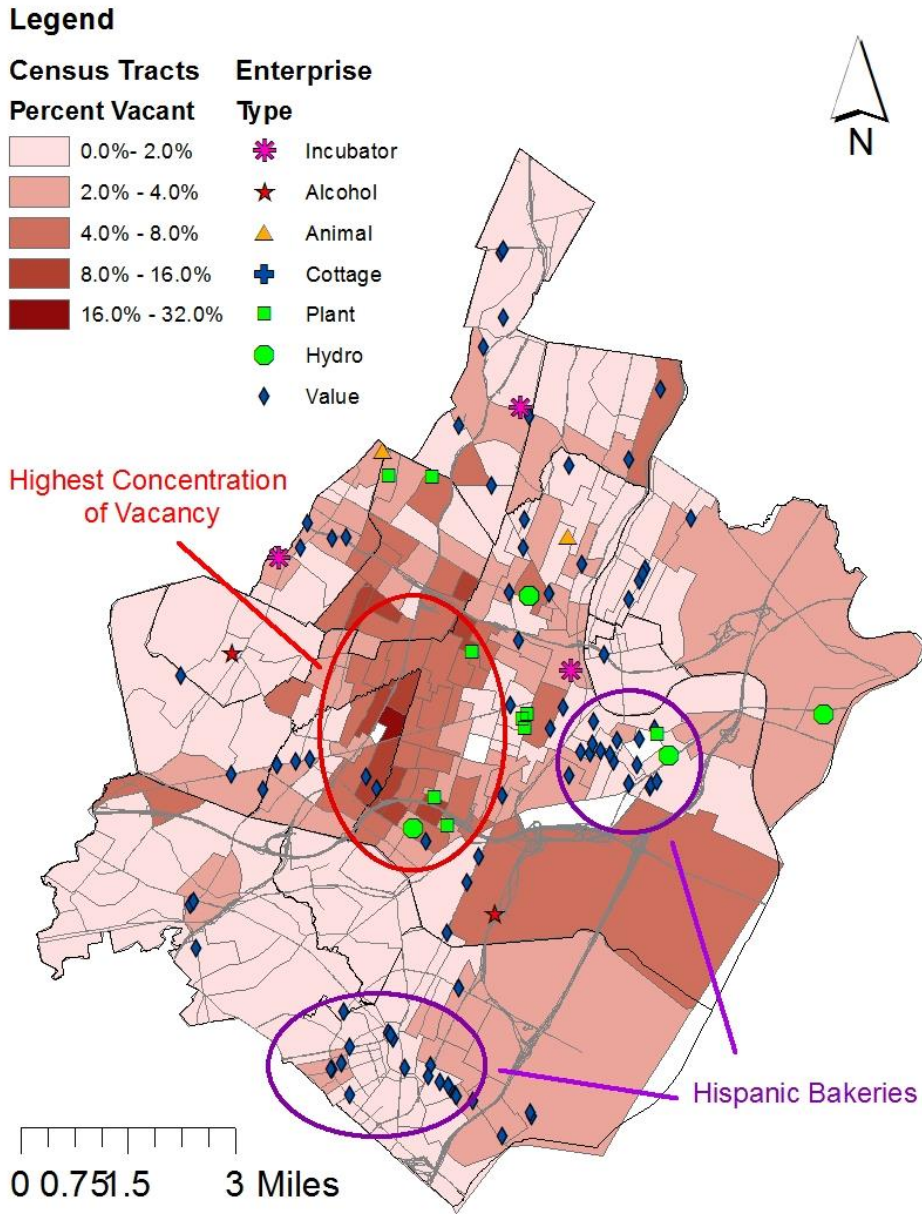 Legend
Census Tracts
Percent Vacant
0.0%- 2.0%
2.0% - 4.0%
4.0% - 8.0%
8.0% - 16.0%
16.0% - 32.0%
Enterprise
Type
Incubator
Alcohol
Animal
Cottage
Plant
Hydro
Value
N
Highest Concentration
of Vacancy
Hispanic Bakeries
0 0.75 1.5 3 Miles